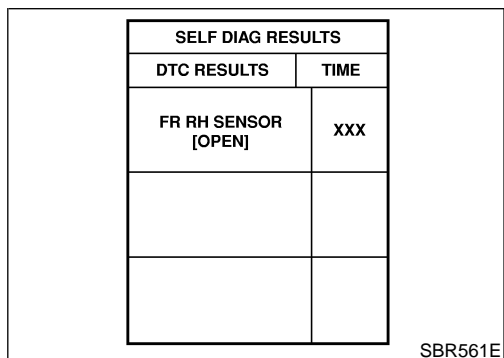 SELF DIAG RESULTS
DTC RESULTS TIME
FR RH SENSOR
[OPEN]
XXX
SBR561E